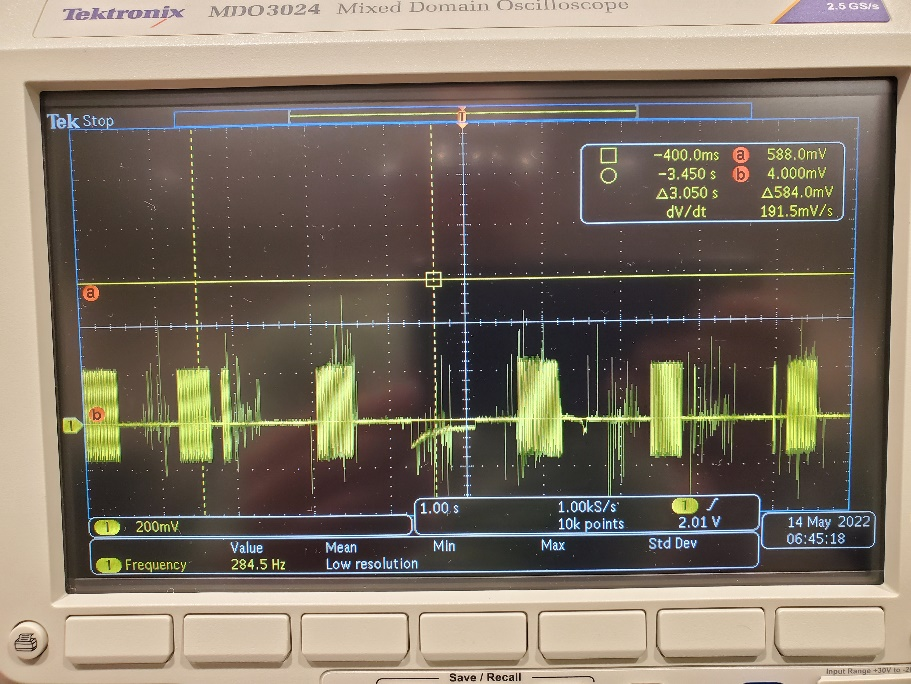 Tektronix MDO3024 Mixed Domain Oscilloscope
2.5 GS/s
Tek Stop
T
-400.0ms a 588.0mV
-3.450 s b 4.000mV
Δ3.050 s Δ584.0mV
dV/dt 191.5mV/s
a
b
1
1 200mV
1.00 s 1.00kS/s 1
10k points 2.01 V
14 May 2022
06:45:18
Value Mean Min Max Std Dev
1 Frequency 284.5 Hz Low resolution
Save / Recall